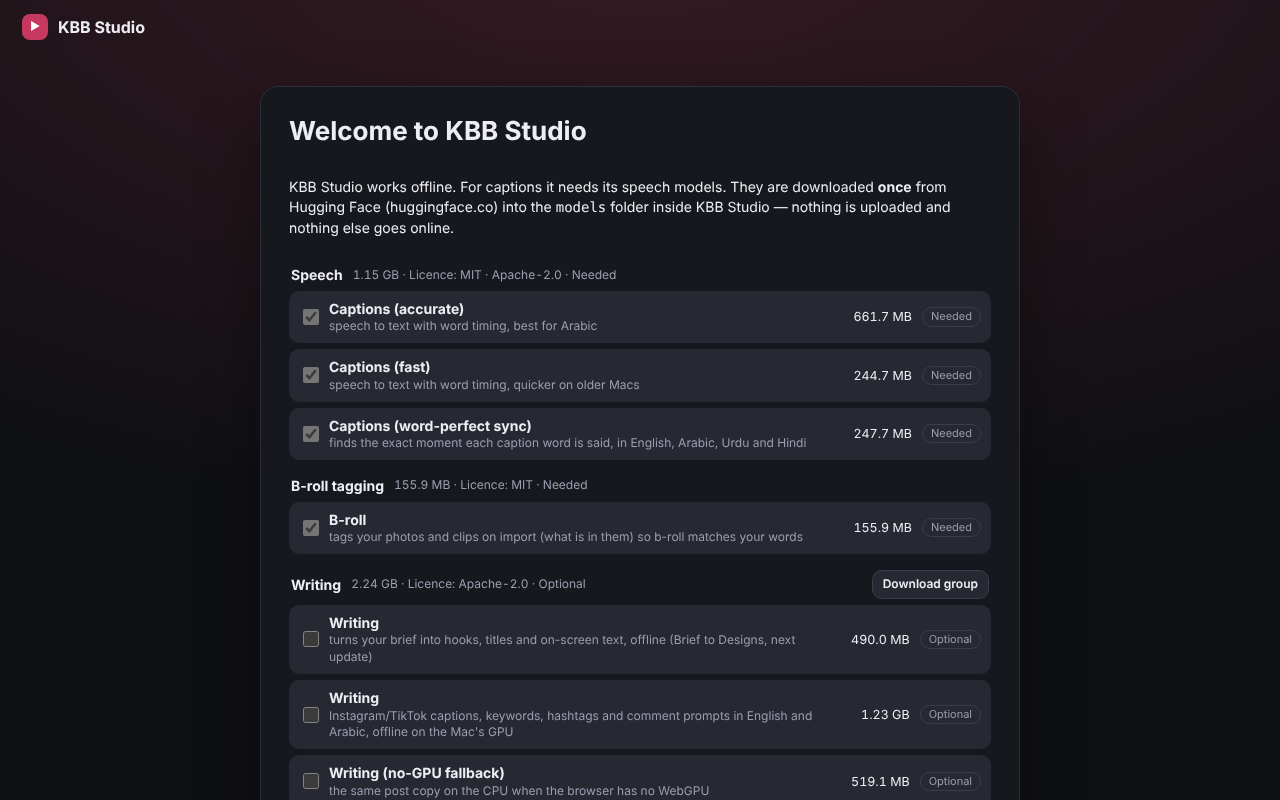 KBB Studio
Welcome to KBB Studio
KBB Studio works offline. For captions it needs its speech models. They are downloaded once from
Hugging Face (huggingface.co) into the models folder inside KBB Studio — nothing is uploaded and
nothing else goes online.
Speech 1.15 GB · Licence: MIT · Apache-2.0 · Needed
Captions (accurate)
speech to text with word timing, best for Arabic
661.7 MB Needed
Captions (fast)
speech to text with word timing, quicker on older Macs
244.7 MB Needed
Captions (word-perfect sync)
finds the exact moment each caption word is said, in English, Arabic, Urdu and Hindi
247.7 MB Needed
B-roll tagging 155.9 MB · Licence: MIT · Needed
B-roll
tags your photos and clips on import (what is in them) so b-roll matches your words
155.9 MB Needed
Writing 2.24 GB · Licence: Apache-2.0 · Optional Download group
Writing
turns your brief into hooks, titles and on-screen text, offline (Brief to Designs, next
update)
490.0 MB Optional
Writing
Instagram/TikTok captions, keywords, hashtags and comment prompts in English and
Arabic, offline on the Mac's GPU
1.23 GB Optional
Writing (no-GPU fallback)
the same post copy on the CPU when the browser has no WebGPU
519.1 MB Optional